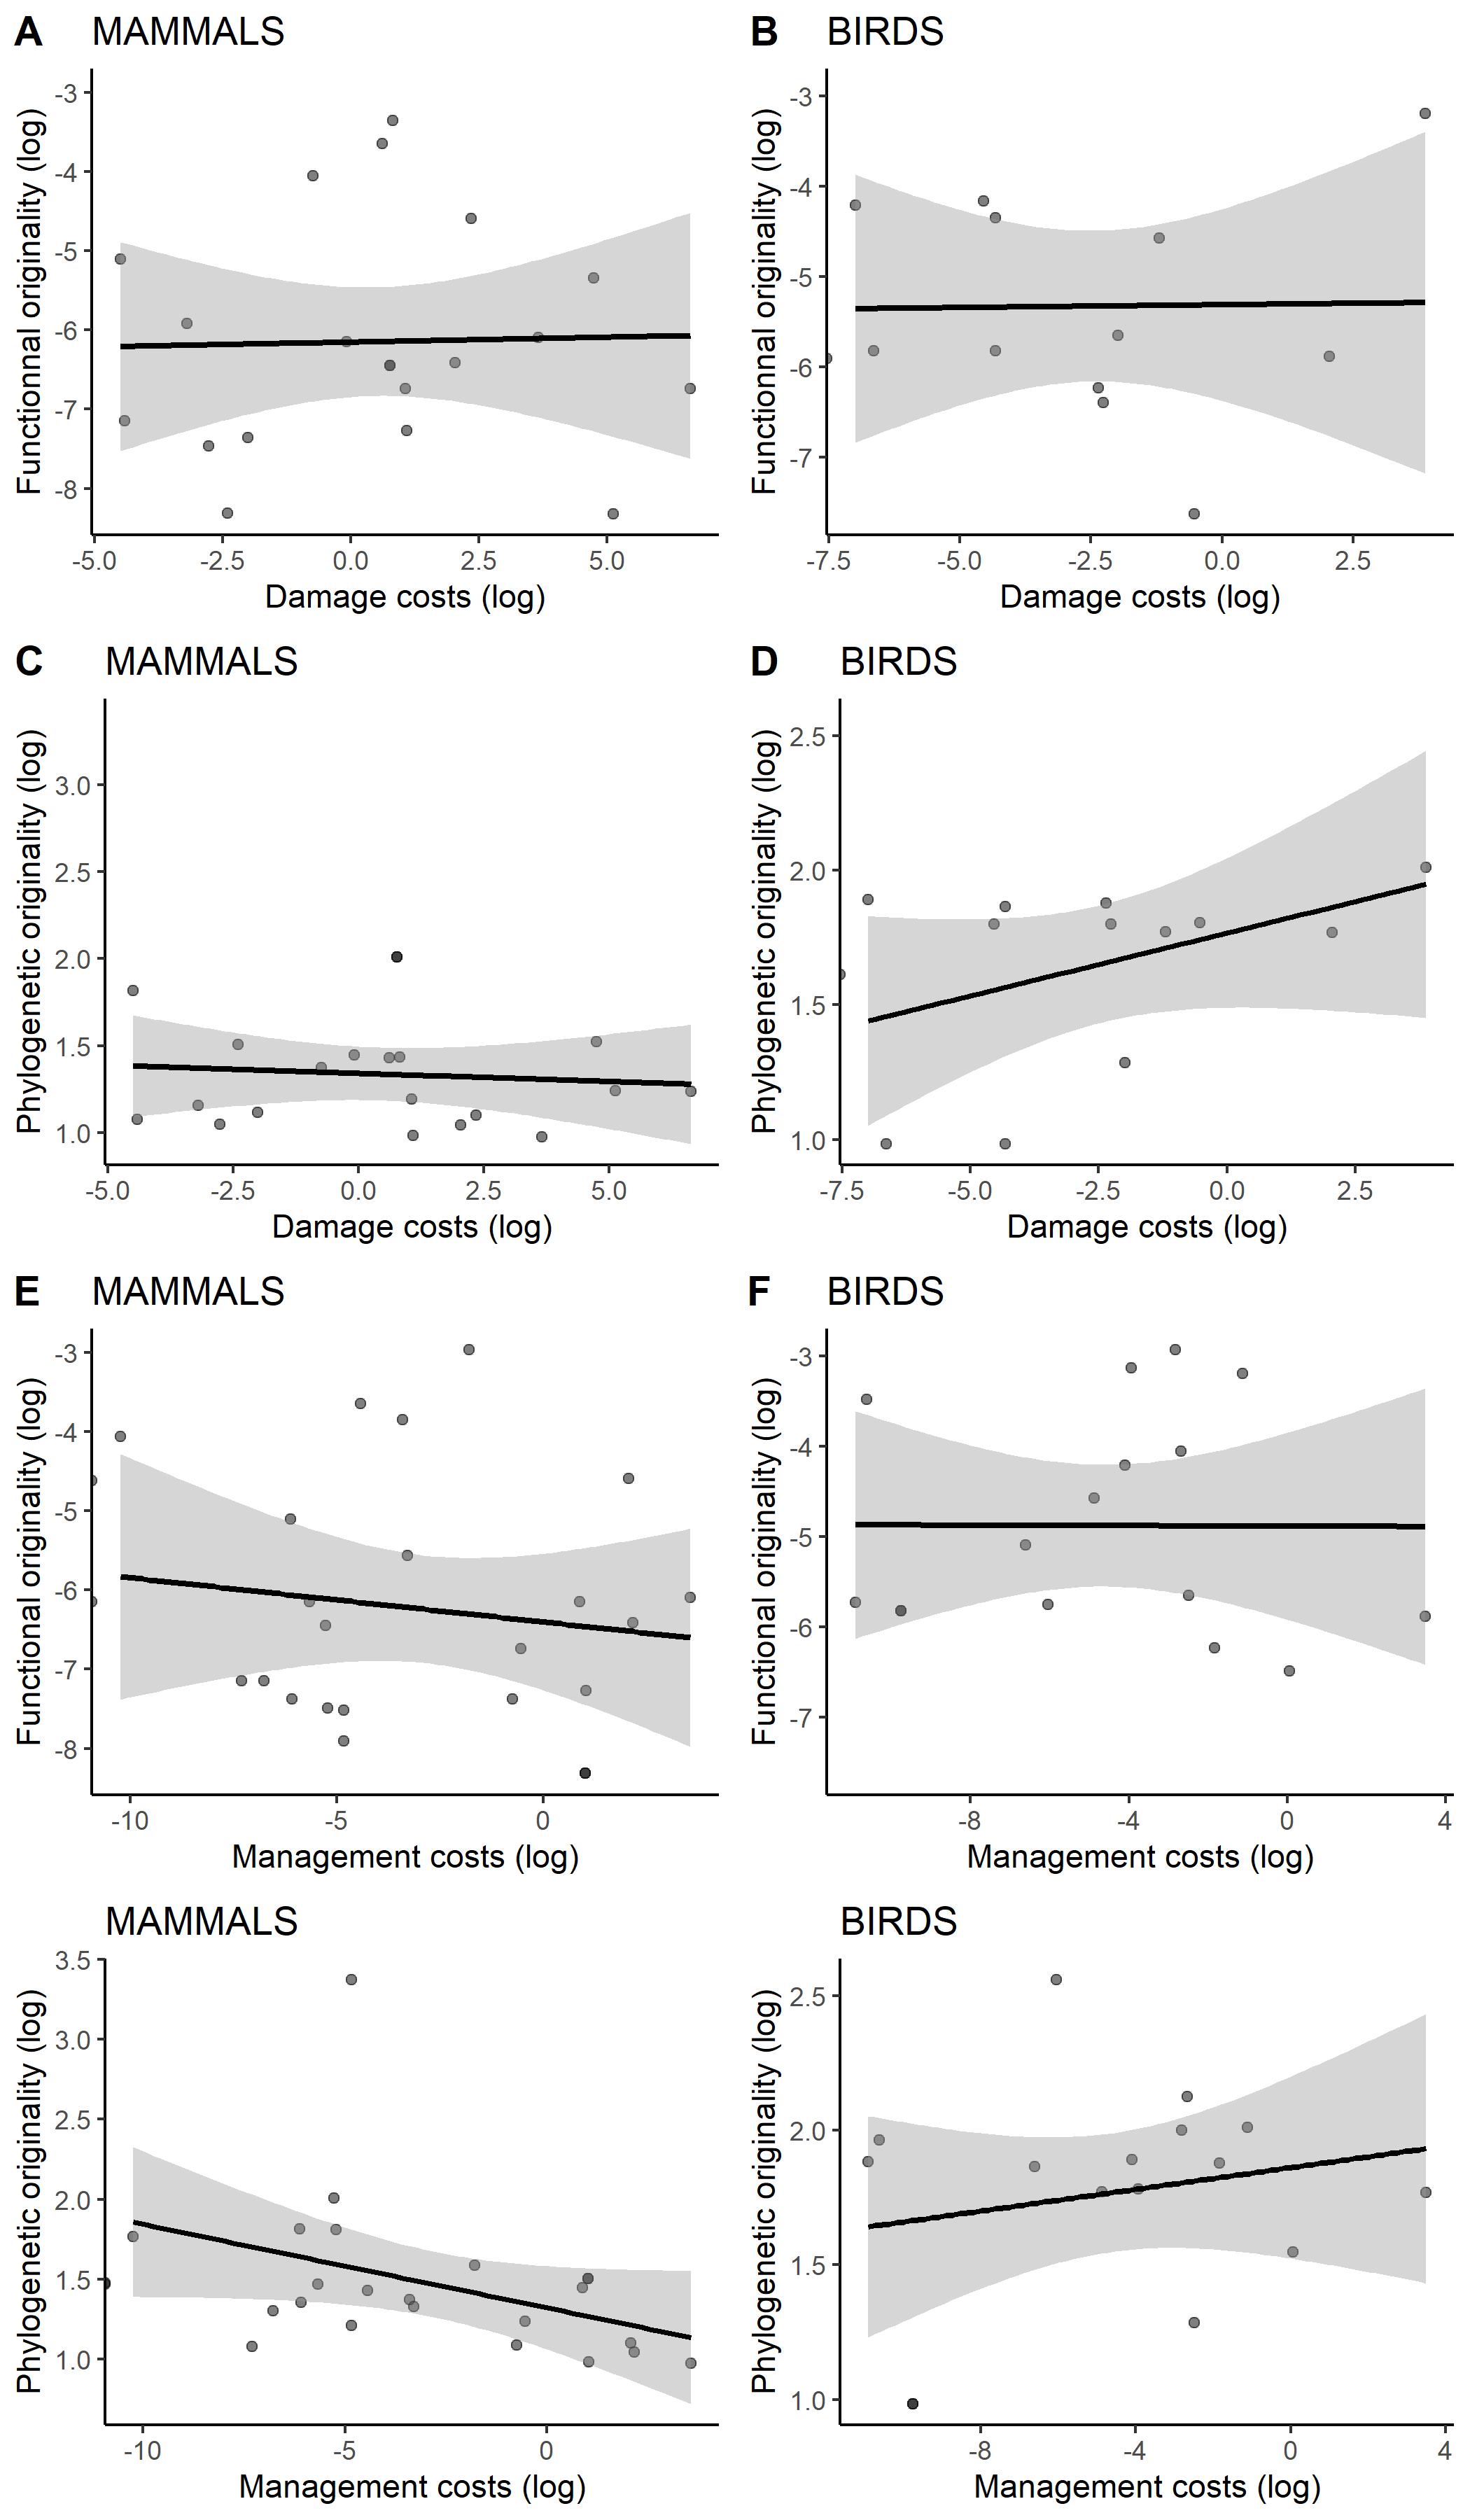 A MAMMALS
Functionnal originality (log)
-3
-4
-5
-6
-7
-8
-5.0 -2.5 0.0 2.5 5.0
Damage costs (log)
B BIRDS
Functionnal originality (log)
-3
-4
-5
-6
-7
-7.5 -5.0 -2.5 0.0 2.5
Damage costs (log)
C MAMMALS
Phylogenetic originality (log)
3.0
2.5
2.0
1.5
1.0
-5.0 -2.5 0.0 2.5 5.0
Damage costs (log)
D BIRDS
Phylogenetic originality (log)
2.5
2.0
1.5
1.0
-7.5 -5.0 -2.5 0.0 2.5
Damage costs (log)
E MAMMALS
Functional originality (log)
-3
-4
-5
-6
-7
-8
-10 -5 0
Management costs (log)
F BIRDS
Functional originality (log)
-3
-4
-5
-6
-7
-8 -4 0 4
Management costs (log)
MAMMALS
Phylogenetic originality (log)
3.5
3.0
2.5
2.0
1.5
1.0
-10 -5 0
Management costs (log)
BIRDS
Phylogenetic originality (log)
2.5
2.0
1.5
1.0
-8 -4 0 4
Management costs (log)